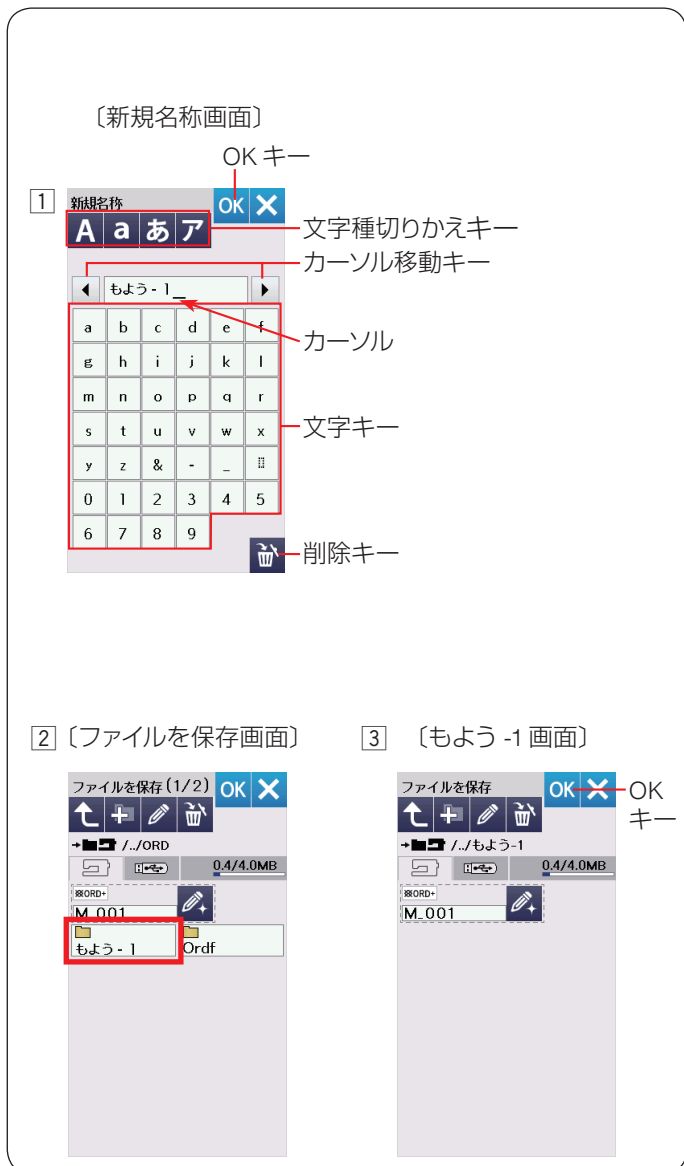 〔新規名称画面〕
OK キー
1
新規名称
OK
A a あ ア
文字種切りかえキー
カーソル移動キー
もよう - 1_
カーソル
a b c d e f
g h i j k l
m n o p q r
s t u v w x
文字キー
y z & - _
0 1 2 3 4 5
6 7 8 9
削除キー
2 〔ファイルを保存画面〕
ファイルを保存(1/2) OK
/../ORD
0.4/4.0MB
ORD+
M_001
もよう - 1
Ordf
3 〔もよう -1 画面〕
ファイルを保存 OK
OK
キー
/../もよう-1
0.4/4.0MB
ORD+
M_001